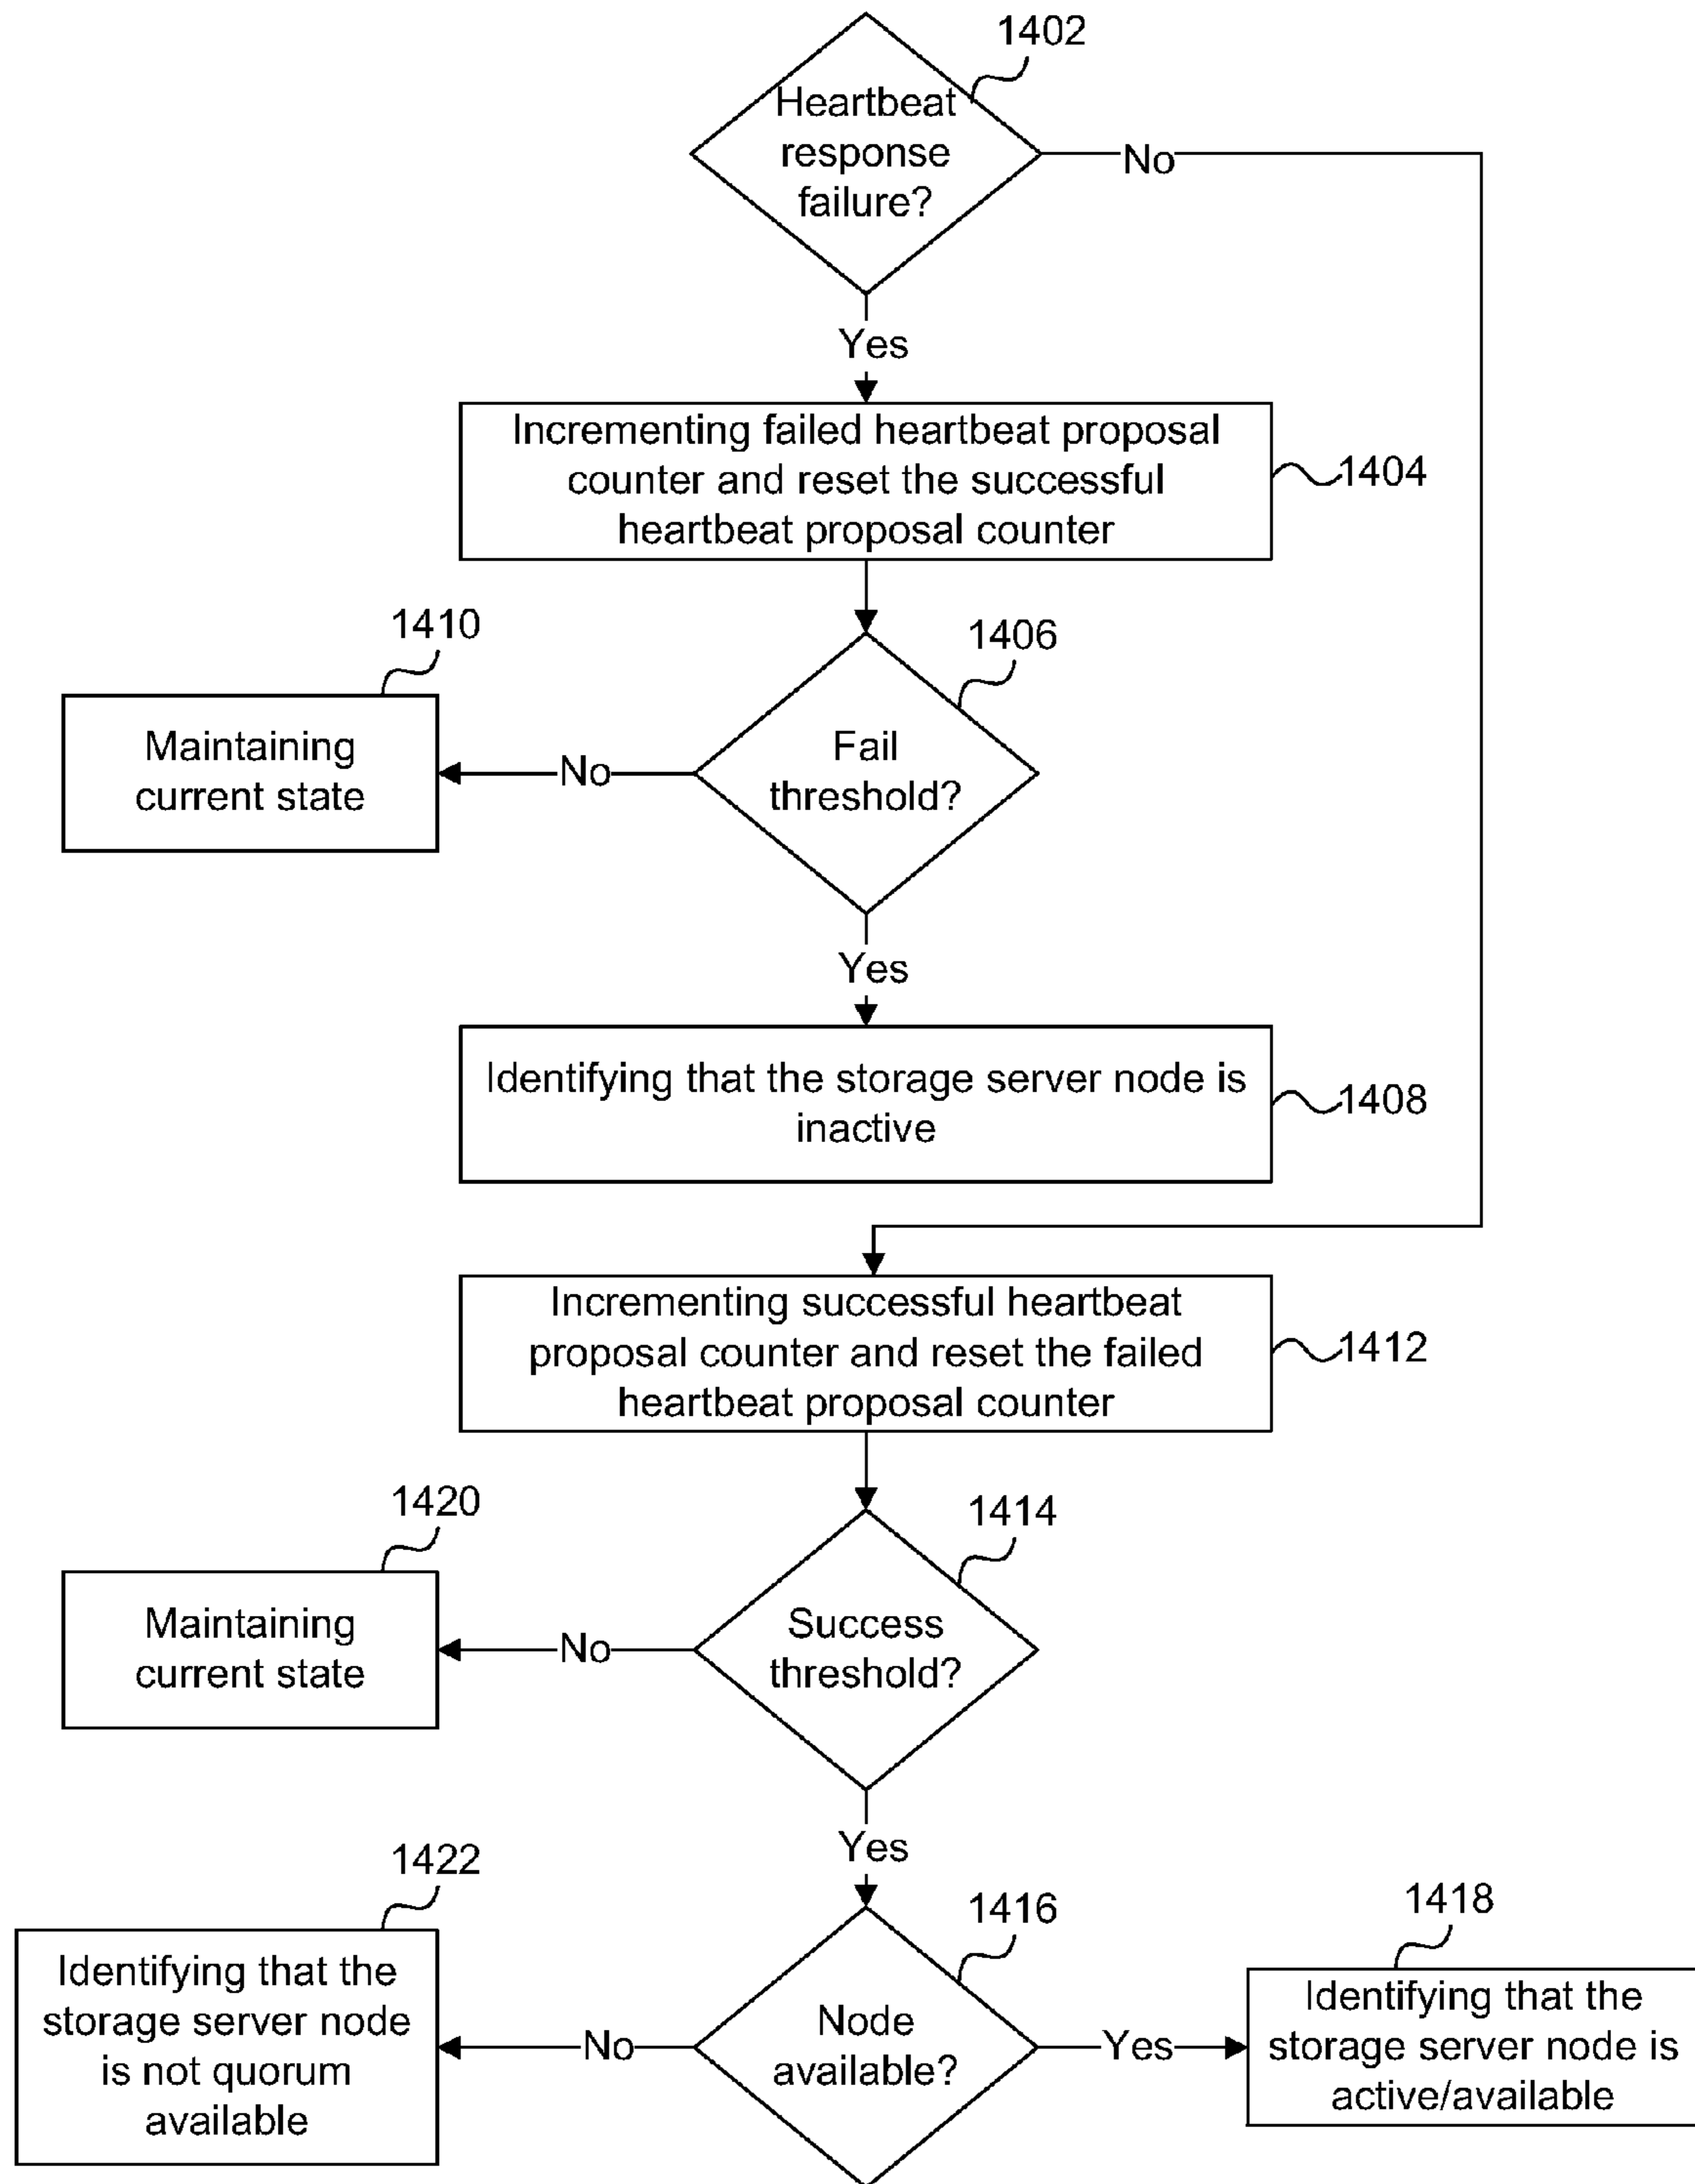 1402
Heartbeat
response
failure?
No
Yes
Incrementing failed heartbeat proposal
counter and reset the successful
heartbeat proposal counter
1404
1410
1406
Maintaining
current state
No
Fail
threshold?
Yes
Identifying that the storage server node is
inactive
1408
Incrementing successful heartbeat
proposal counter and reset the failed
heartbeat proposal counter
1412
1420
1414
Maintaining
current state
No
Success
threshold?
Yes
1422
1416
1418
Identifying that the
storage server node
is not quorum
available
No
Node
available?
Yes
Identifying that the
storage server node is
active/available